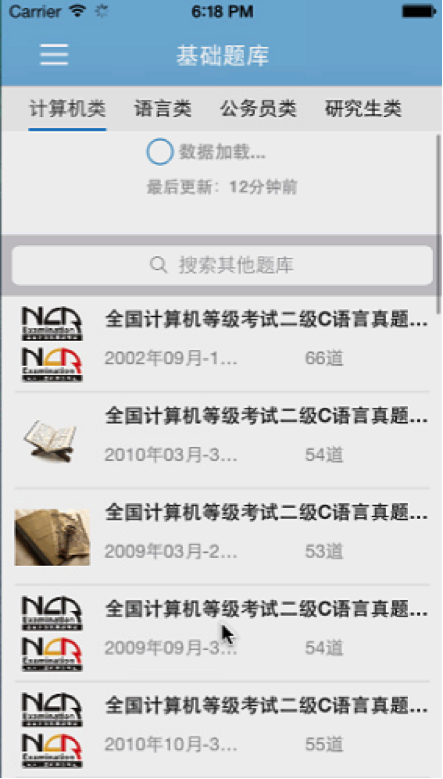 Carrier 6:18 PM
基础题库
计算机类 语言类 公务员类 研究生类
数据加载...
最后更新：12分钟前
搜索其他题库
NCR
Examination
NCR
Examination
全国计算机等级考试二级C语言真题...
2002年09月-1... 66道
全国计算机等级考试二级C语言真题...
2010年03月-3... 54道
全国计算机等级考试二级C语言真题...
2009年03月-2... 53道
NCR
Examination
NCR
Examination
全国计算机等级考试二级C语言真题...
2009年09月-3... 54道
NCR
Examination
NCR
Examination
全国计算机等级考试二级C语言真题...
2010年10月-3... 55道